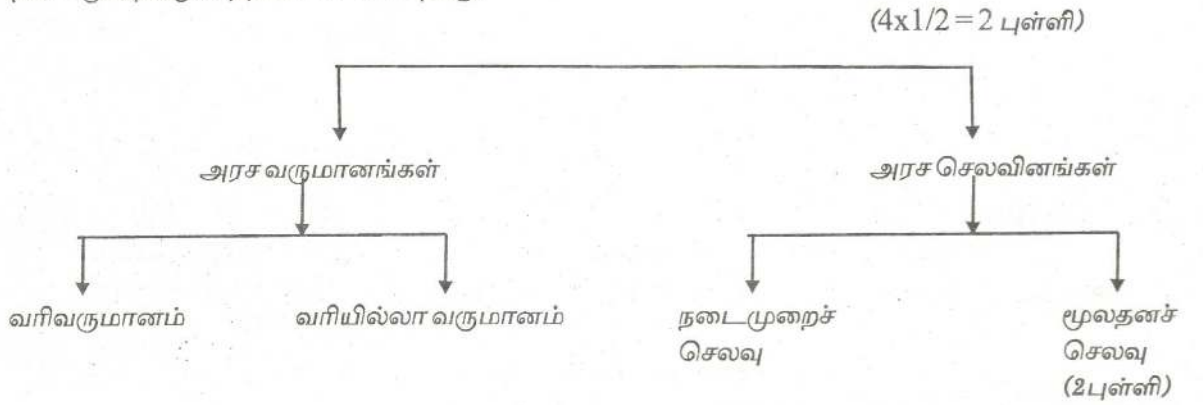 (4x1/2 = 2 புள்ளி)
அரச வருமானங்கள்
அரச செலவினங்கள்
வரிவருமானம்
வரியில்லா வருமானம்
நடைமுறைச்
செலவு
மூலதனச்
செலவு
(2புள்ளி)